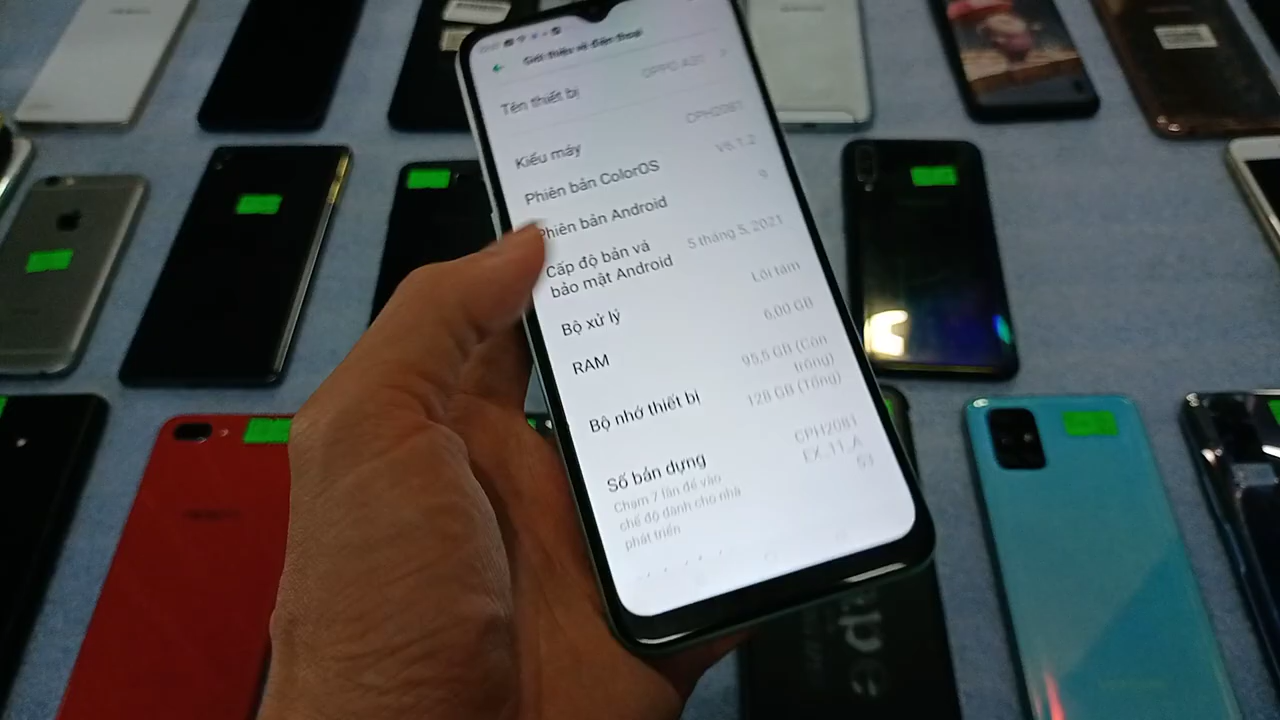 Giới thiệu về điện thoại
Tên thiết bị
OPPO A31
Kiểu máy
CPH2081
Phiên bản ColorOS
V6.1.2
Phiên bản Android
9
Cấp độ bản vá
bảo mật Android
5 tháng 5, 2021
Bộ xử lý
Lõi tám
RAM
6,00 GB
Bộ nhớ thiết bị
95,5 GB (Còn
trống)
128 GB (Tổng)
Số bản dựng
CPH2081
EX_11_A
Chạm 7 lần để vào
chế độ dành cho nhà
phát triển